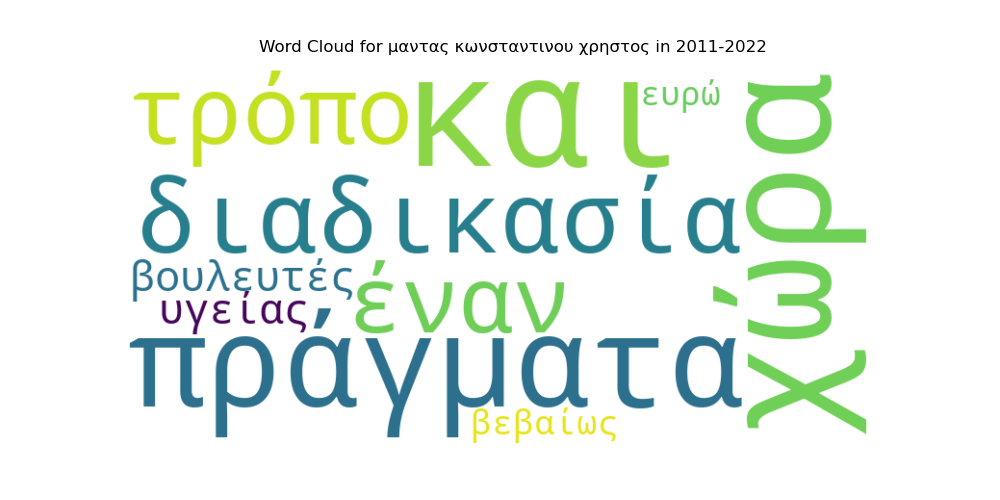 Word Cloud for μαντας κωνσταντινου χρηστος in 2011-2022
τρόπο
και
ευρώ
χώρα
διαδικασία
βουλευτές
έναν
υγείας
πράγματα
βεβαίως